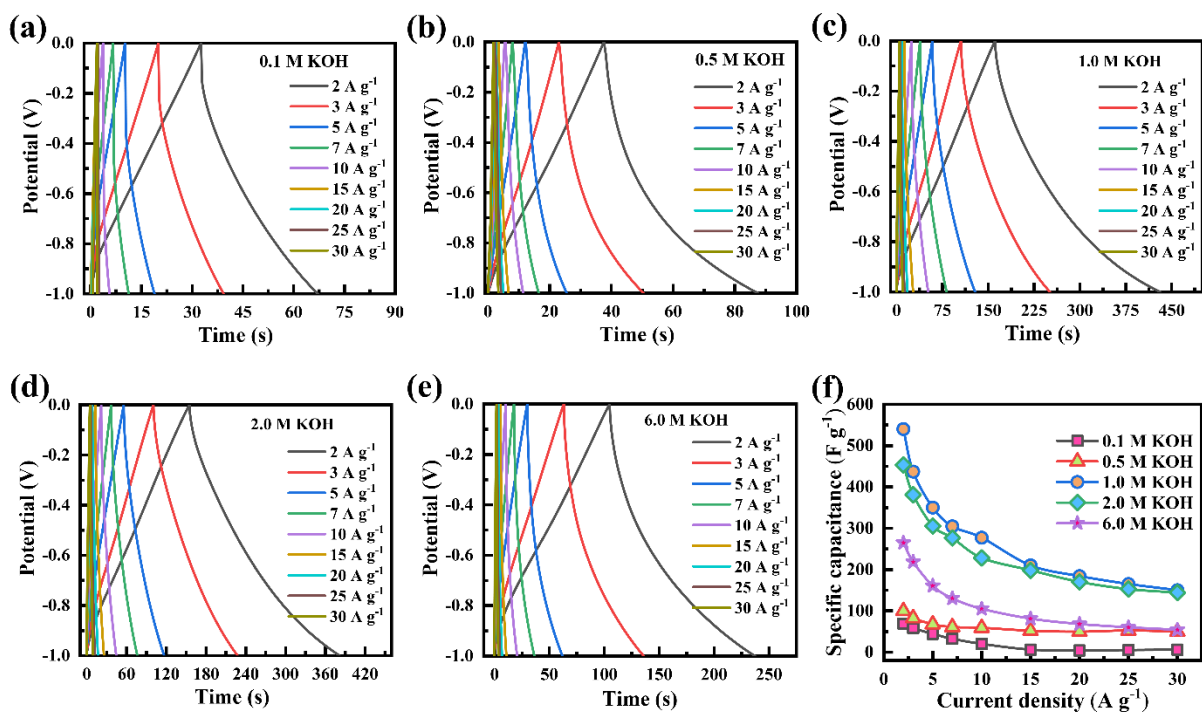 (a)
0.1 M KOH
2 A g⁻¹
3 A g⁻¹
5 A g⁻¹
7 A g⁻¹
10 A g⁻¹
15 A g⁻¹
20 A g⁻¹
25 A g⁻¹
30 A g⁻¹
Potential (V)
0.0
-0.2
-0.4
-0.6
-0.8
-1.0
0 15 30 45 60 75 90
Time (s)
(b)
0.5 M KOH
2 A g⁻¹
3 A g⁻¹
5 A g⁻¹
7 A g⁻¹
10 A g⁻¹
15 A g⁻¹
20 A g⁻¹
25 A g⁻¹
30 A g⁻¹
Potential (V)
0.0
-0.2
-0.4
-0.6
-0.8
-1.0
0 20 40 60 80 100
Time (s)
(c)
1.0 M KOH
2 A g⁻¹
3 A g⁻¹
5 A g⁻¹
7 A g⁻¹
10 A g⁻¹
15 A g⁻¹
20 A g⁻¹
25 A g⁻¹
30 A g⁻¹
Potential (V)
0.0
-0.2
-0.4
-0.6
-0.8
-1.0
0 75 150 225 300 375 450
Time (s)
(d)
2.0 M KOH
2 A g⁻¹
3 A g⁻¹
5 A g⁻¹
7 A g⁻¹
10 A g⁻¹
15 A g⁻¹
20 A g⁻¹
25 A g⁻¹
30 A g⁻¹
Potential (V)
0.0
-0.2
-0.4
-0.6
-0.8
-1.0
0 60 120 180 240 300 360 420
Time (s)
(e)
6.0 M KOH
2 A g⁻¹
3 A g⁻¹
5 A g⁻¹
7 A g⁻¹
10 A g⁻¹
15 A g⁻¹
20 A g⁻¹
25 A g⁻¹
30 A g⁻¹
Potential (V)
0.0
-0.2
-0.4
-0.6
-0.8
-1.0
0 50 100 150 200 250
Time (s)
(f)
0.1 M KOH
0.5 M KOH
1.0 M KOH
2.0 M KOH
6.0 M KOH
Specific capacitance (F g⁻¹)
600
500
400
300
200
100
0
5 10 15 20 25 30
Current density (A g⁻¹)